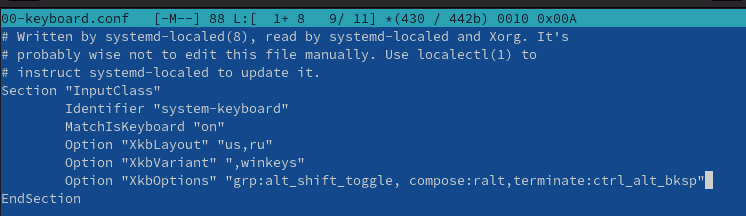 00-keyboard.conf   [-M--] 88 L:[  1+ 8   9/ 11] *(430 / 442b) 0010 0x00A
# Written by systemd-localed(8), read by systemd-localed and Xorg. It's
# probably wise not to edit this file manually. Use localectl(1) to
# instruct systemd-localed to update it.
Section "InputClass"
        Identifier "system-keyboard"
        MatchIsKeyboard "on"
        Option "XkbLayout" "us,ru"
        Option "XkbVariant" ",winkeys"
        Option "XkbOptions" "grp:alt_shift_toggle, compose:ralt,terminate:ctrl_alt_bksp"
EndSection